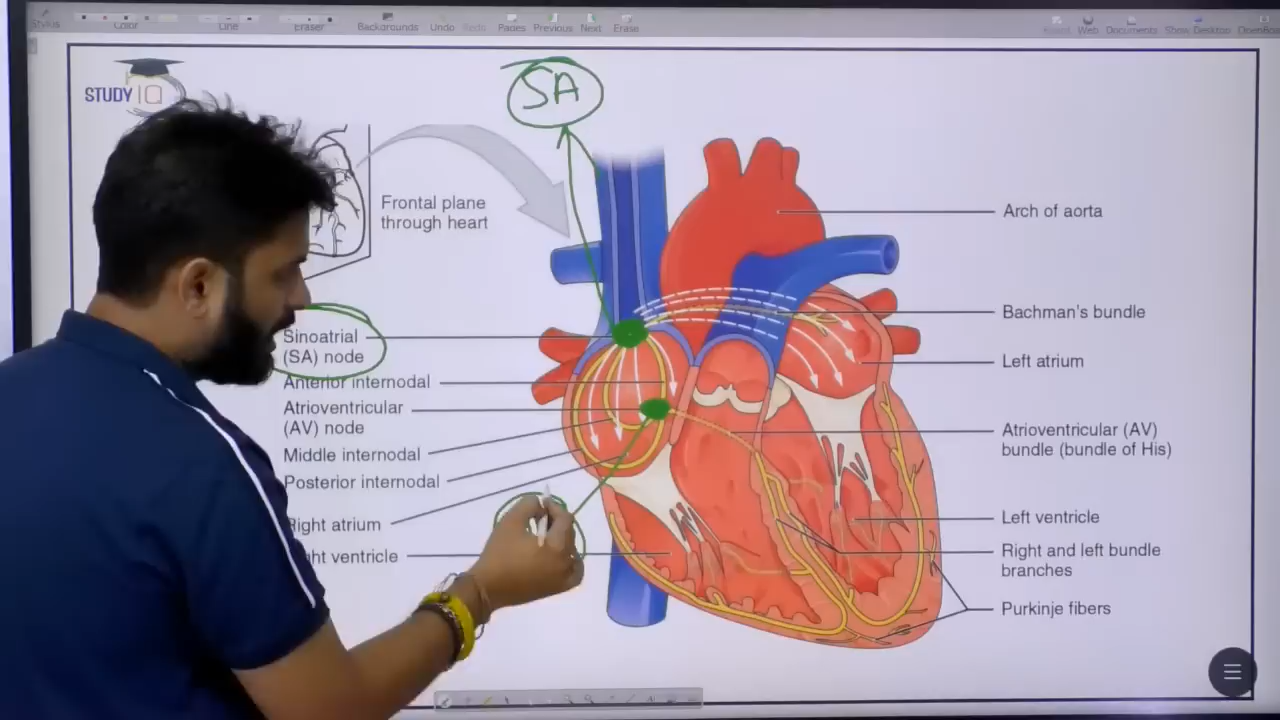 Stylus
Color
Line
Eraser
Backgrounds
Undo
Redo
Pages
Previous
Next
Erase
Insert
Web
Documents
Show Desktop
STUDY IQ
SA
Frontal plane
through heart
Arch of aorta
Sinoatrial
(SA) node
Bachman's bundle
Anterior internodal
Left atrium
Atrioventricular
(AV) node
Atrioventricular (AV)
bundle (bundle of His)
Middle internodal
Posterior internodal
Right atrium
Left ventricle
ght ventricle
Right and left bundle
branches
Purkinje fibers